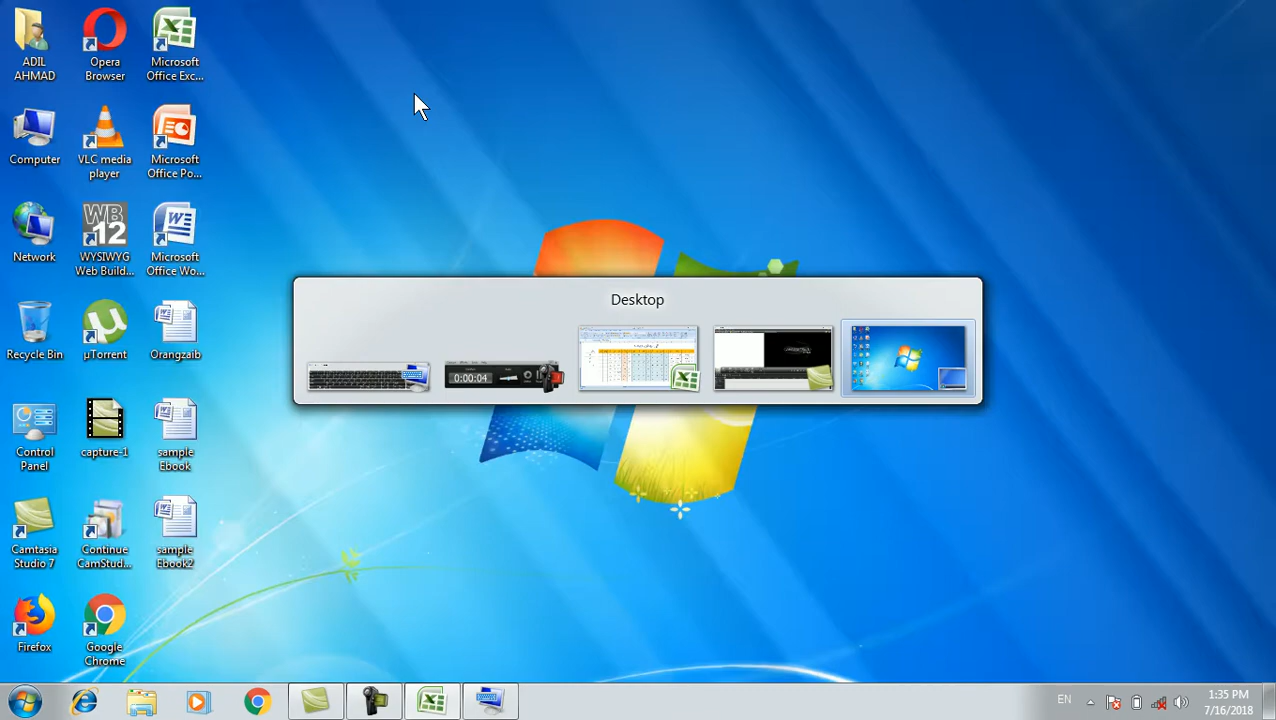 ADIL
AHMAD
Opera
Browser
Microsoft
Office Exc...
Computer
VLC media
player
Microsoft
Office Po...
Network
WB
12
WYSIWYG
Web Build...
Microsoft
Office Wo...
Recycle Bin
µTorrent
Orangzaib
Control
Panel
capture-1
sample
Ebook
Camtasia
Studio 7
Continue
CamStud...
sample
Ebook2
Firefox
Google
Chrome
Desktop
0:00:04
EN
1:35 PM
7/16/2018